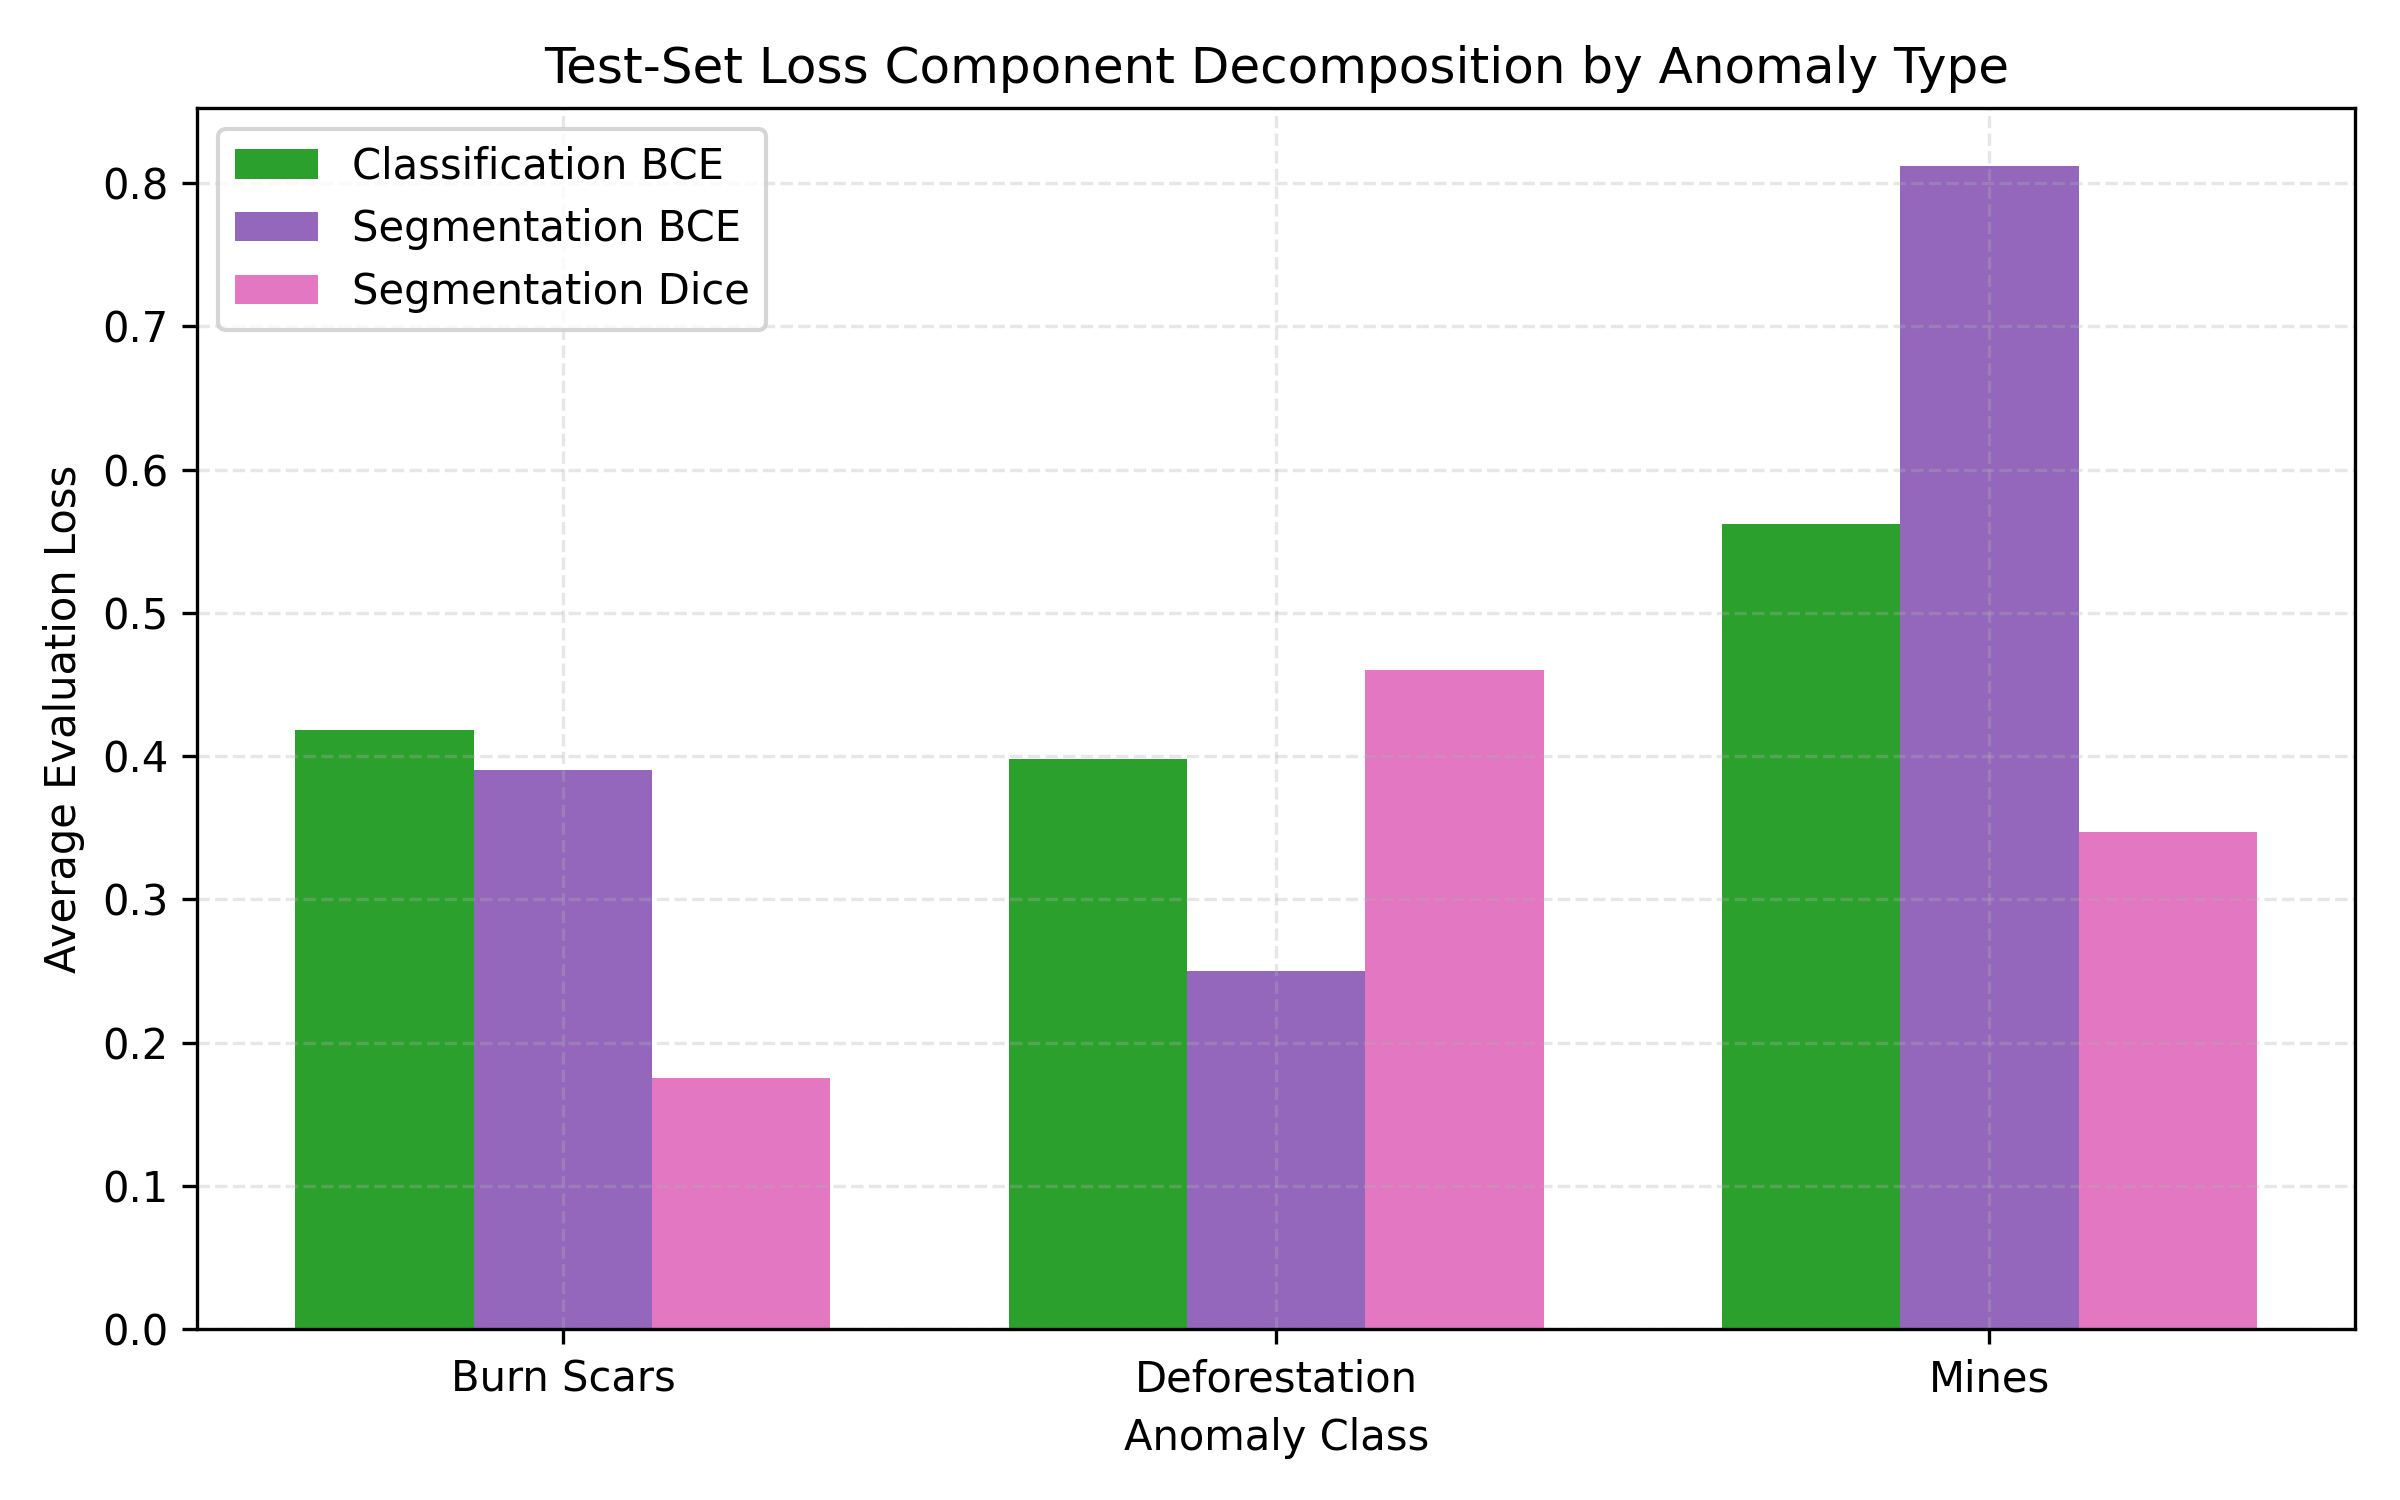 Test-Set Loss Component Decomposition by Anomaly Type
Classification BCE
Segmentation BCE
Segmentation Dice
Average Evaluation Loss
0.8
0.7
0.6
0.5
0.4
0.3
0.2
0.1
0.0
Burn Scars
Deforestation
Mines
Anomaly Class